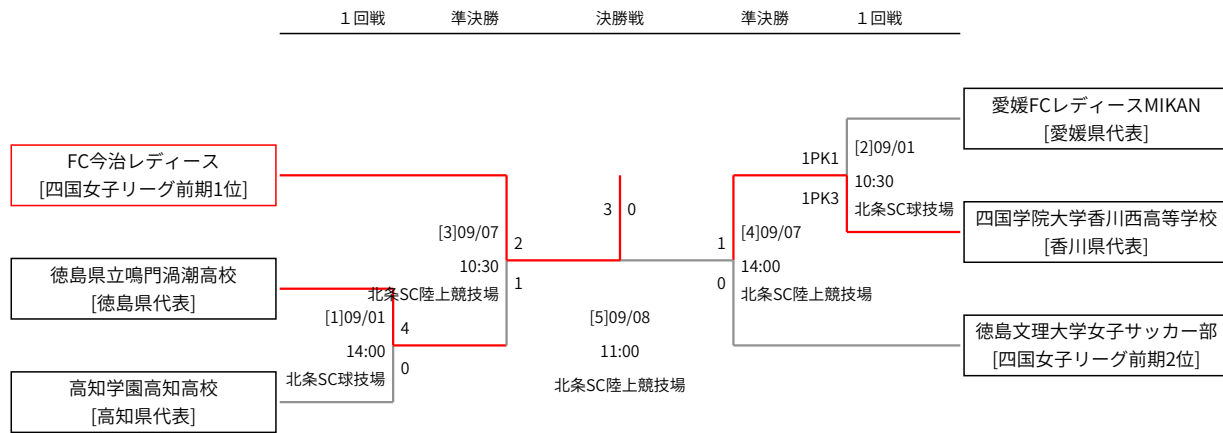 １回戦 準決勝 決勝戦 準決勝 １回戦
愛媛FCレディースMIKAN
[愛媛県代表]
FC今治レディース
[四国女子リーグ前期1位]
1PK1
[2]09/01
10:30
1PK3
北条SC球技場
四国学院大学香川西高等学校
[香川県代表]
3 0
[3]09/07
2
10:30
1
北条SC陸上競技場
1
[4]09/07
14:00
0
北条SC陸上競技場
徳島県立鳴門渦潮高校
[徳島県代表]
[1]09/01
4
14:00
0
北条SC球技場
[5]09/08
11:00
北条SC陸上競技場
徳島文理大学女子サッカー部
[四国女子リーグ前期2位]
高知学園高知高校
[高知県代表]